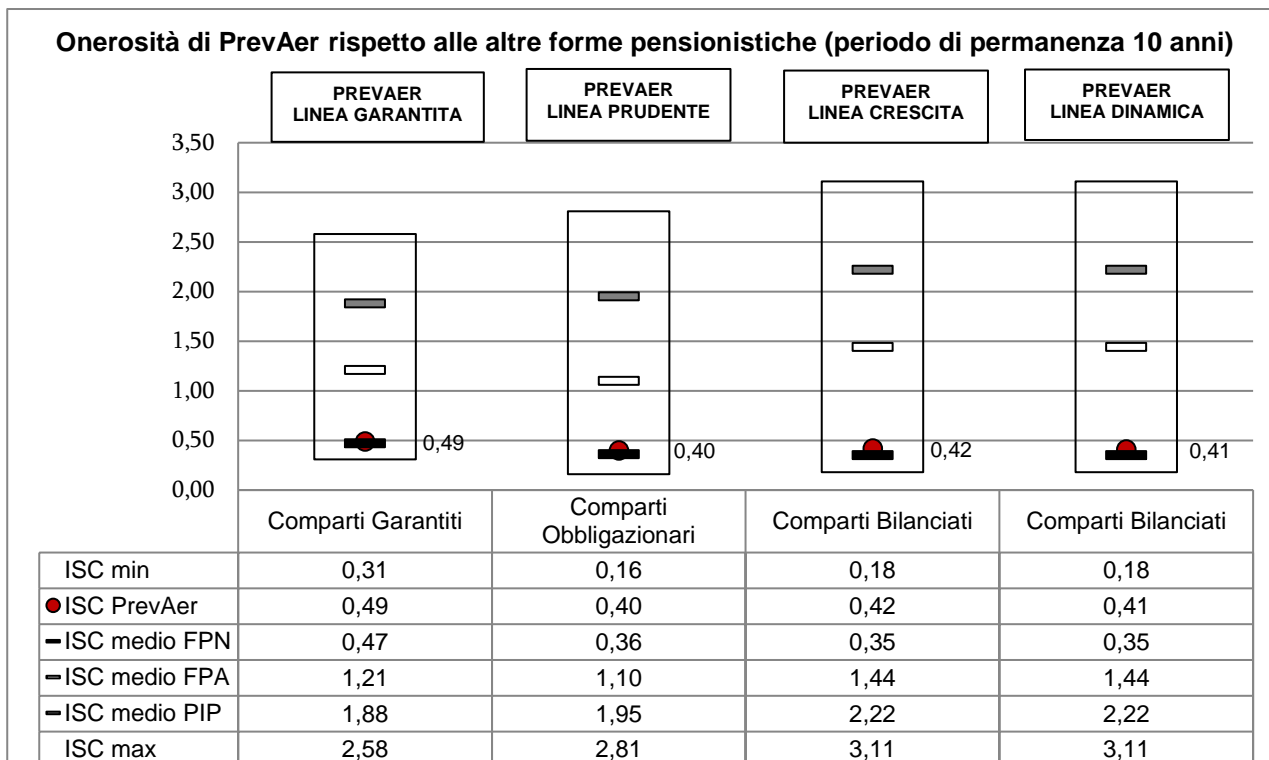 Onerosità di PrevAer rispetto alle altre forme pensionistiche (periodo di permanenza 10 anni)
PREVAER
LINEA GARANTITA
PREVAER
LINEA PRUDENTE
PREVAER
LINEA CRESCITA
PREVAER
LINEA DINAMICA
3,50
3,00
2,50
2,00
1,50
1,00
0,50
0,00
0,49
0,40
0,42
0,41
Comparti Garantiti
Comparti
Obbligazionari
Comparti Bilanciati
Comparti Bilanciati
ISC min 0,31 0,16 0,18 0,18
ISC PrevAer 0,49 0,40 0,42 0,41
ISC medio FPN 0,47 0,36 0,35 0,35
ISC medio FPA 1,21 1,10 1,44 1,44
ISC medio PIP 1,88 1,95 2,22 2,22
ISC max 2,58 2,81 3,11 3,11